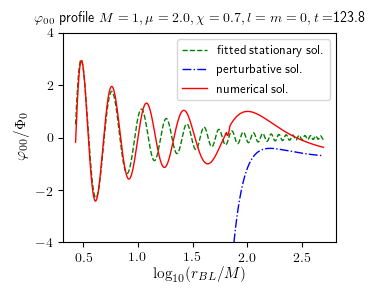 φ₀₀ profile M = 1, μ = 2.0, χ = 0.7, l = m = 0, t =123.8
4
2
0
−2
−4
φ₀₀/Φ₀
fitted stationary sol.
perturbative sol.
numerical sol.
0.5 1.0 1.5 2.0 2.5
log₁₀(r_BL/M)